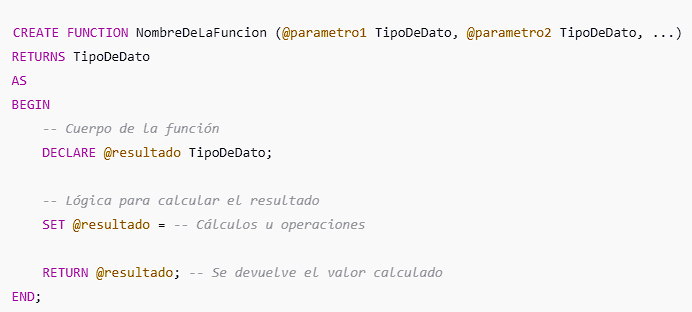 CREATE FUNCTION NombreDeLaFuncion (@parametro1 TipoDeDato, @parametro2 TipoDeDato, ...)
RETURNS TipoDeDato
AS
BEGIN
    -- Cuerpo de la función
    DECLARE @resultado TipoDeDato;
    -- Lógica para calcular el resultado
    SET @resultado = -- Cálculos u operaciones
    RETURN @resultado; -- Se devuelve el valor calculado
END;